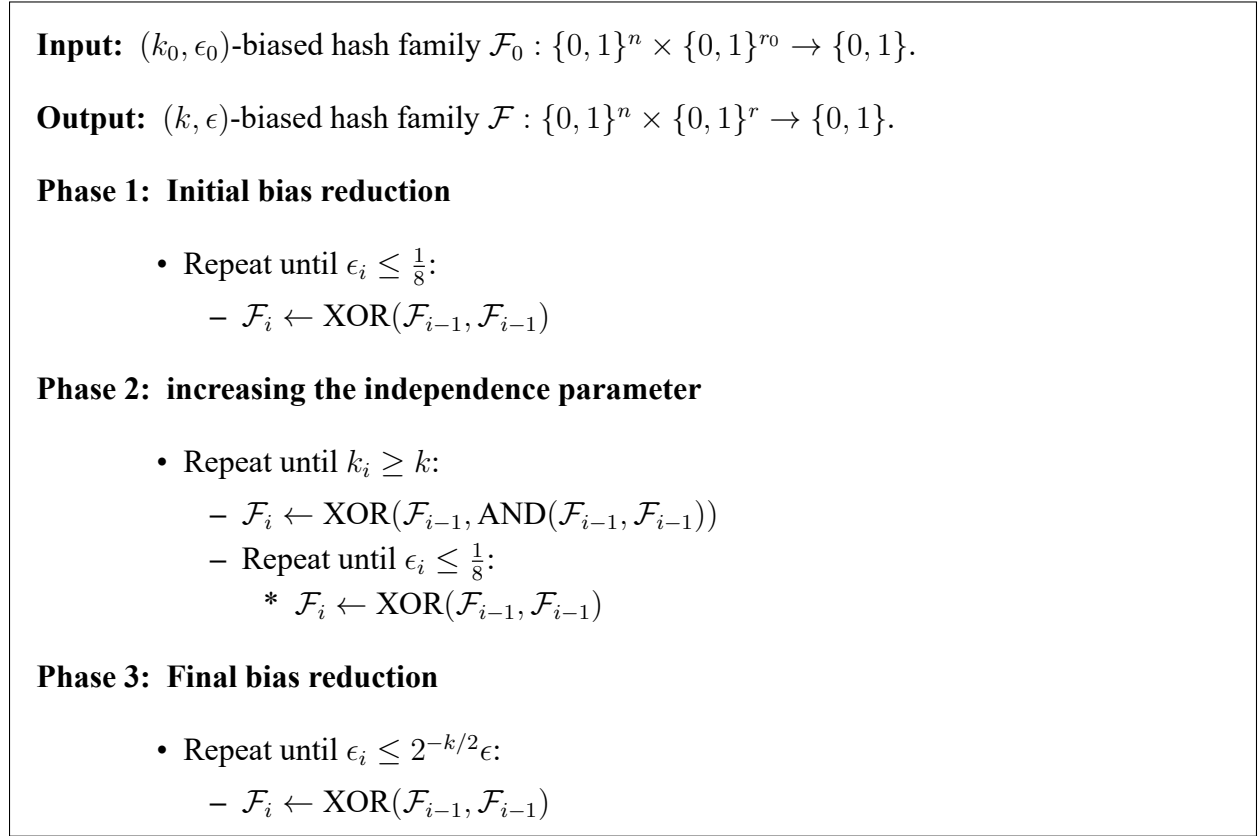 Input: (k₀, ϵ₀)-biased hash family ℱ₀ : {0, 1}ⁿ × {0, 1}^{r₀} → {0, 1}.
Output: (k, ϵ)-biased hash family ℱ : {0, 1}ⁿ × {0, 1}^r → {0, 1}.
Phase 1: Initial bias reduction
• Repeat until ϵᵢ ≤ 1/8:
– ℱᵢ ← XOR(ℱᵢ₋₁, ℱᵢ₋₁)
Phase 2: increasing the independence parameter
• Repeat until kᵢ ≥ k:
– ℱᵢ ← XOR(ℱᵢ₋₁, AND(ℱᵢ₋₁, ℱᵢ₋₁))
– Repeat until ϵᵢ ≤ 1/8:
* ℱᵢ ← XOR(ℱᵢ₋₁, ℱᵢ₋₁)
Phase 3: Final bias reduction
• Repeat until ϵᵢ ≤ 2^{−k/2}ϵ:
– ℱᵢ ← XOR(ℱᵢ₋₁, ℱᵢ₋₁)